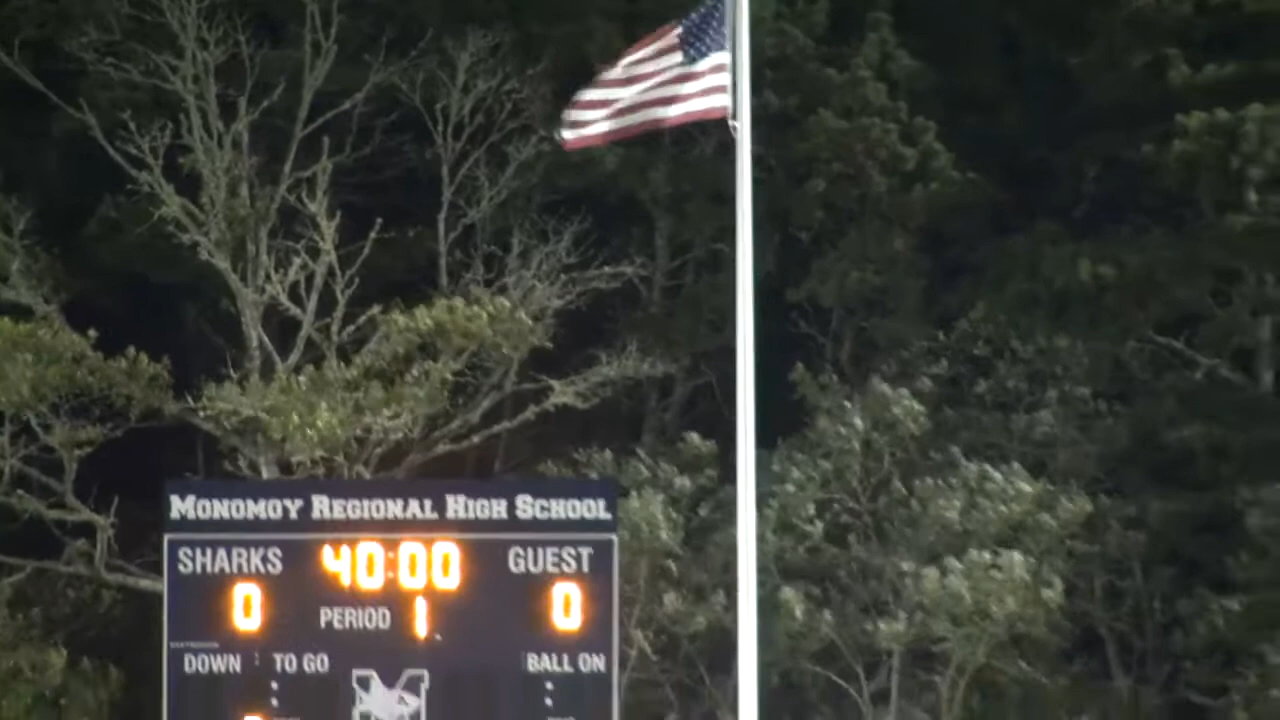 MONOMOY REGIONAL HIGH SCHOOL
SHARKS 40:00 GUEST
0 PERIOD 1 0
DOWN TO GO BALL ON
M